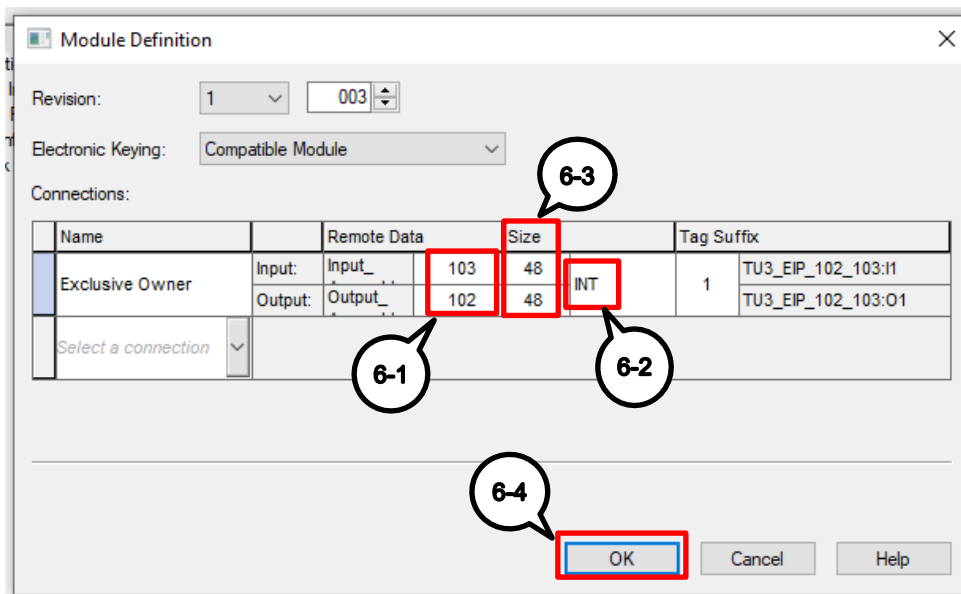 Module Definition
Revision: 1 003
Electronic Keying: Compatible Module
6-3
Connections:
Name Remote Data Size Tag Suffix
Exclusive Owner Input: Input_ 103 48 INT 1 TU3_EIP_102_103:I1
Output: Output_ 102 48 TU3_EIP_102_103:O1
Select a connection
6-1
6-2
6-4
OK Cancel Help